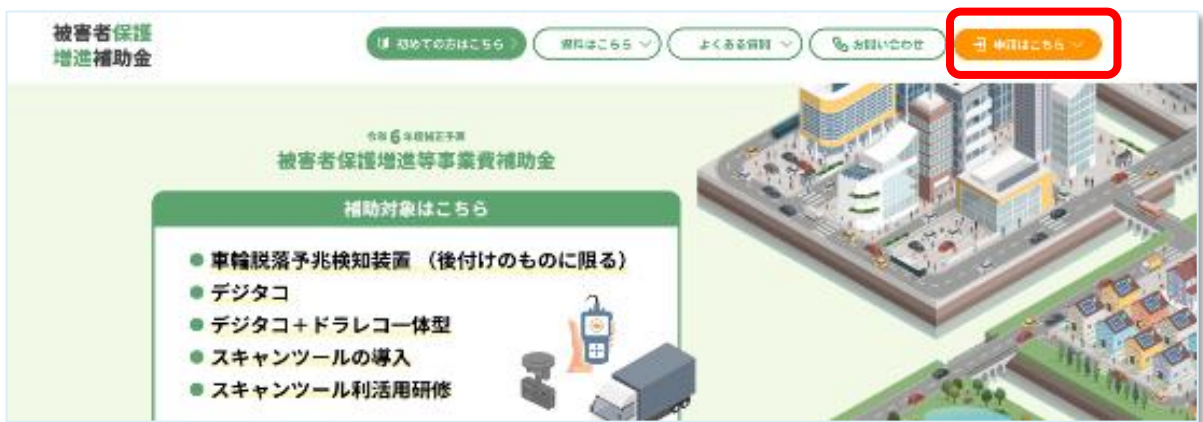 被害者保護
増進補助金
初めての方はこちら
資料はこちら
よくある質問
お問い合わせ
申請はこちら
令和6年度補正予算
被害者保護増進等事業費補助金
補助対象はこちら
車輪脱落予兆検知装置 （後付けのものに限る）
デジタコ
デジタコ＋ドラレコ一体型
スキャンツールの導入
スキャンツール利活用研修